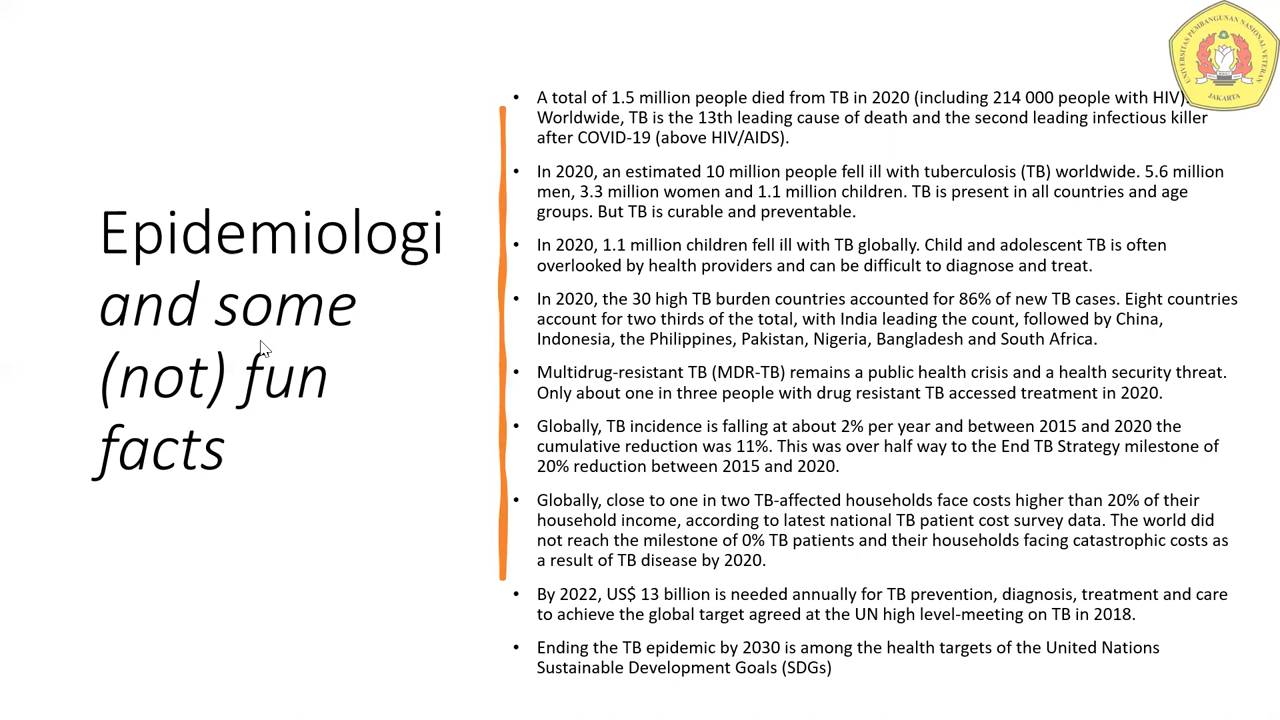 UNIVERSITAS PEMBANGUNAN NASIONAL VETERAN
JAKARTA
Epidemiologi
and some
(not) fun
facts
• A total of 1.5 million people died from TB in 2020 (including 214 000 people with HIV).
Worldwide, TB is the 13th leading cause of death and the second leading infectious killer
after COVID-19 (above HIV/AIDS).
• In 2020, an estimated 10 million people fell ill with tuberculosis (TB) worldwide. 5.6 million
men, 3.3 million women and 1.1 million children. TB is present in all countries and age
groups. But TB is curable and preventable.
• In 2020, 1.1 million children fell ill with TB globally. Child and adolescent TB is often
overlooked by health providers and can be difficult to diagnose and treat.
• In 2020, the 30 high TB burden countries accounted for 86% of new TB cases. Eight countries
account for two thirds of the total, with India leading the count, followed by China,
Indonesia, the Philippines, Pakistan, Nigeria, Bangladesh and South Africa.
• Multidrug-resistant TB (MDR-TB) remains a public health crisis and a health security threat.
Only about one in three people with drug resistant TB accessed treatment in 2020.
• Globally, TB incidence is falling at about 2% per year and between 2015 and 2020 the
cumulative reduction was 11%. This was over half way to the End TB Strategy milestone of
20% reduction between 2015 and 2020.
• Globally, close to one in two TB-affected households face costs higher than 20% of their
household income, according to latest national TB patient cost survey data. The world did
not reach the milestone of 0% TB patients and their households facing catastrophic costs as
a result of TB disease by 2020.
• By 2022, US$ 13 billion is needed annually for TB prevention, diagnosis, treatment and care
to achieve the global target agreed at the UN high level-meeting on TB in 2018.
• Ending the TB epidemic by 2030 is among the health targets of the United Nations
Sustainable Development Goals (SDGs)